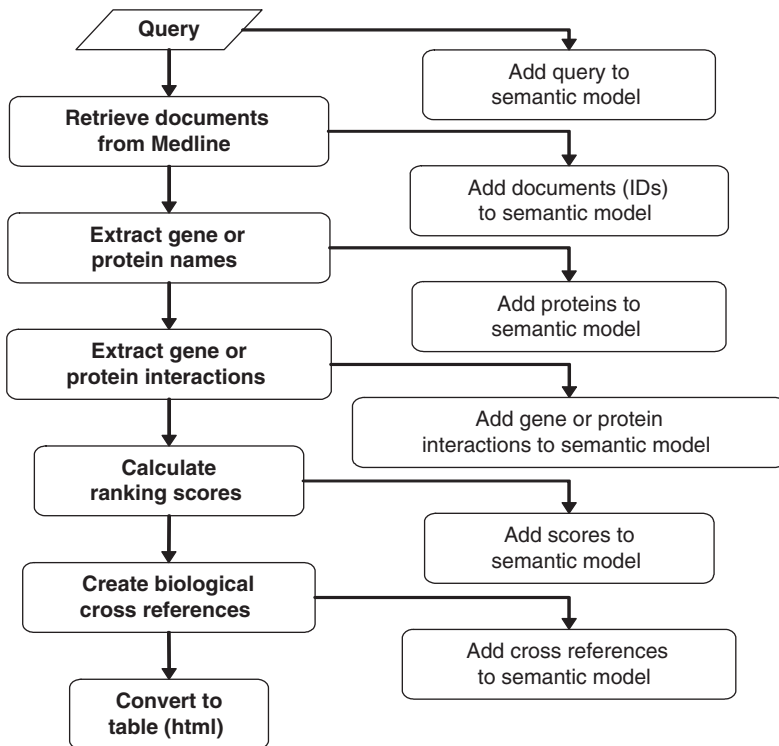 Query
Add query to
semantic model
Retrieve documents
from Medline
Add documents (IDs)
to semantic model
Extract gene or
protein names
Add proteins to
semantic model
Extract gene or
protein interactions
Add gene or protein
interactions to semantic model
Calculate
ranking scores
Add scores to
semantic model
Create biological
cross references
Add cross references
to semantic model
Convert to
table (html)